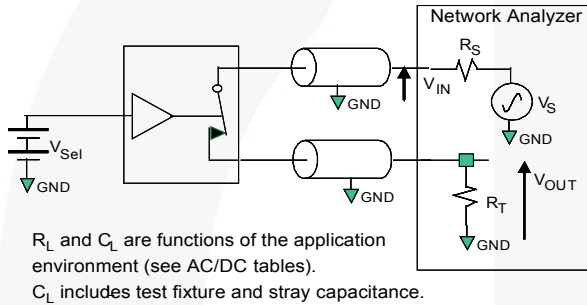 Network Analyzer
R_S
V_IN
GND
V_S
GND
V_Sel
GND
GND
V_OUT
R_T
GND
R_L and C_L are functions of the application
environment (see AC/DC tables).
C_L includes test fixture and stray capacitance.